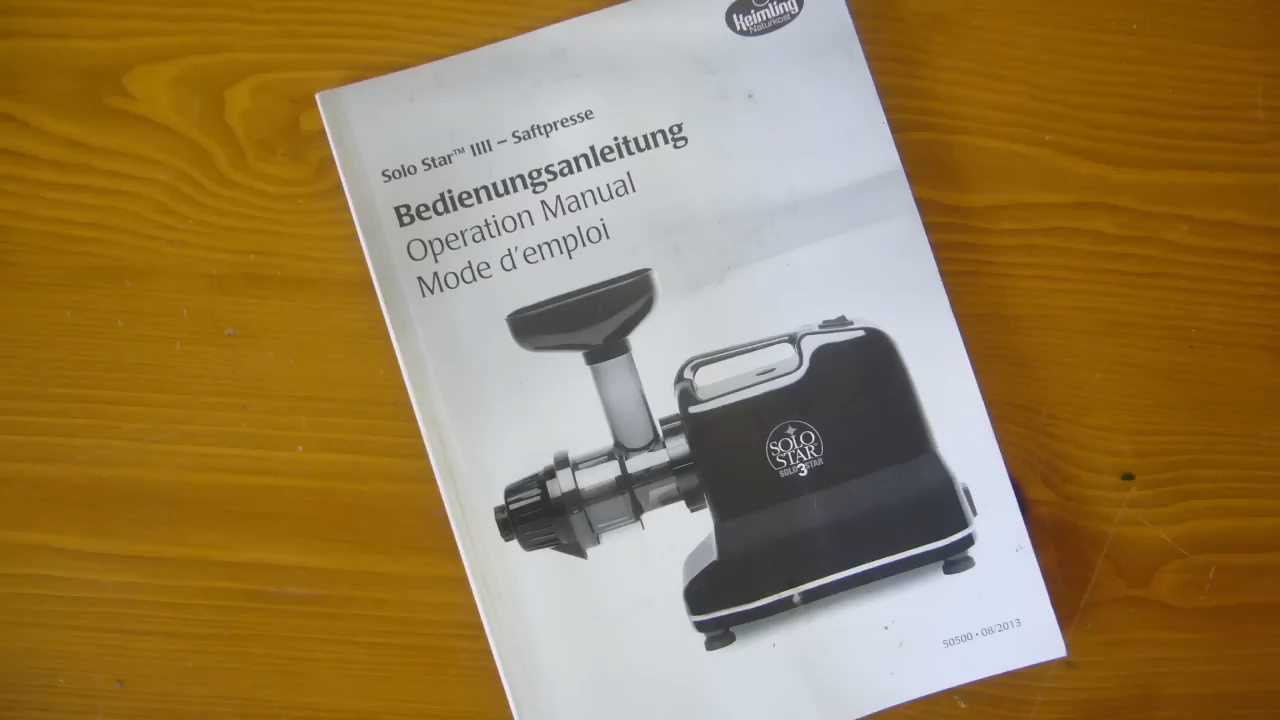 Keimling
Naturkost
Solo Star™ IIII – Saftpresse
Bedienungsanleitung
Operation Manual
Mode d'emploi
SOLO
STAR
SOLO STAR
3
50500 • 08/2013